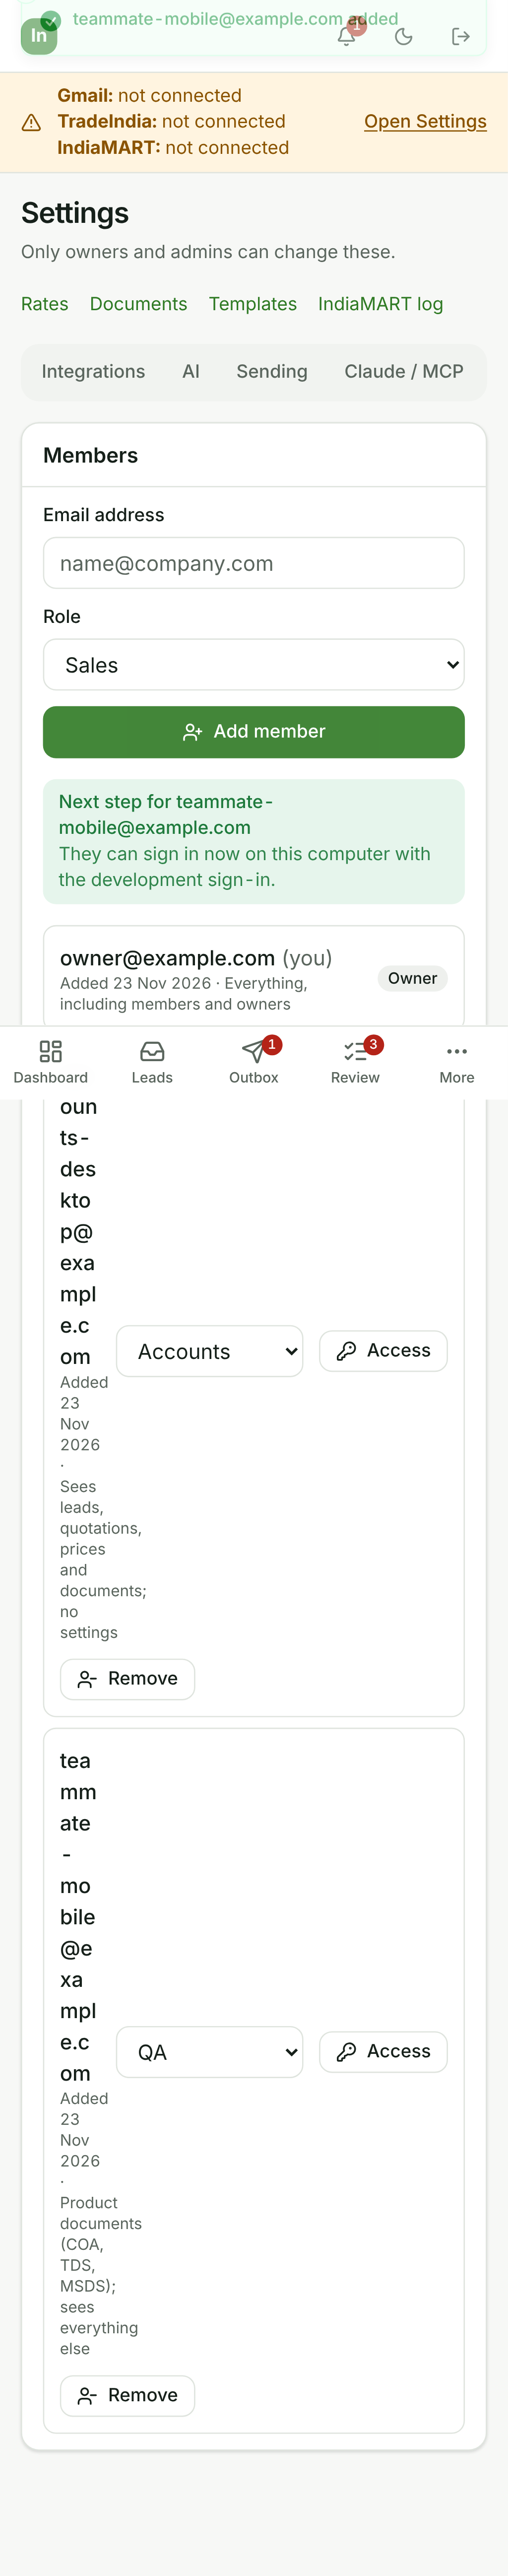 teammate-mobile@example.com added
In
1
Gmail: not connected
TradeIndia: not connected
IndiaMART: not connected
Open Settings
Settings
Only owners and admins can change these.
Rates Documents Templates IndiaMART log
Integrations AI Sending Claude / MCP
Members
Email address
name@company.com
Role
Sales
Add member
Next step for teammate-
mobile@example.com
They can sign in now on this computer with
the development sign-in.
owner@example.com (you)
Added 23 Nov 2026 · Everything,
including members and owners
Owner
1
3
Dashboard Leads Outbox Review More
oun
ts-
des
kto
p@
exa
mpl
e.c
om
Added
23
Nov
2026
·
Sees
leads,
quotations,
prices
and
documents;
no
settings
Accounts
Access
Remove
tea
mm
ate
-
mo
bile
@e
xa
mpl
e.c
om
Added
23
Nov
2026
·
Product
documents
(COA,
TDS,
MSDS);
sees
everything
else
QA
Access
Remove